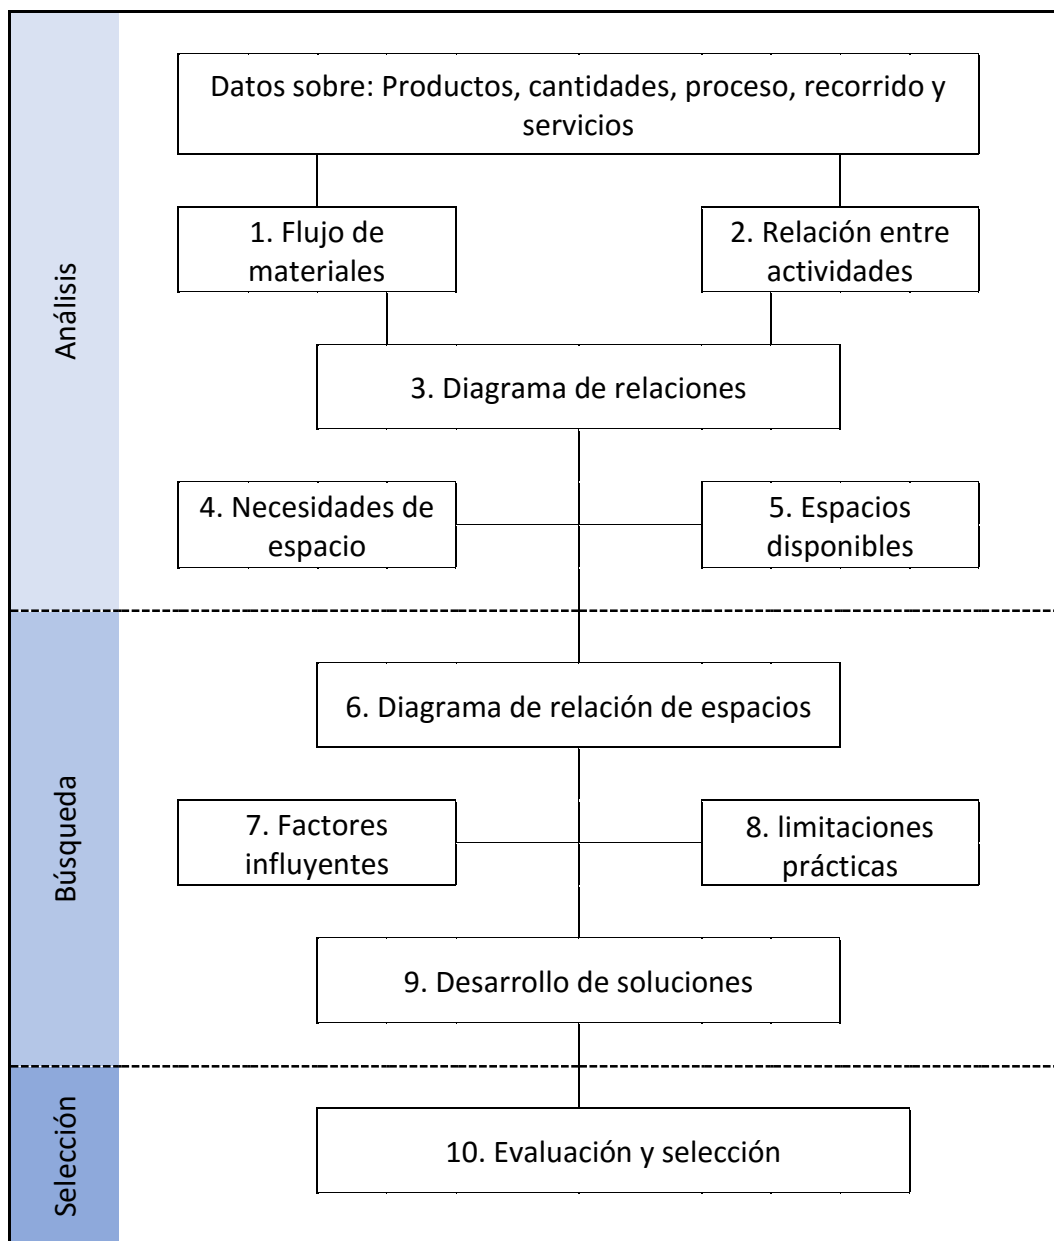 Análisis
Datos sobre: Productos, cantidades, proceso, recorrido y
servicios
1. Flujo de
materiales
2. Relación entre
actividades
3. Diagrama de relaciones
4. Necesidades de
espacio
5. Espacios
disponibles
Búsqueda
6. Diagrama de relación de espacios
7. Factores
influyentes
8. limitaciones
prácticas
9. Desarrollo de soluciones
Selección
10. Evaluación y selección